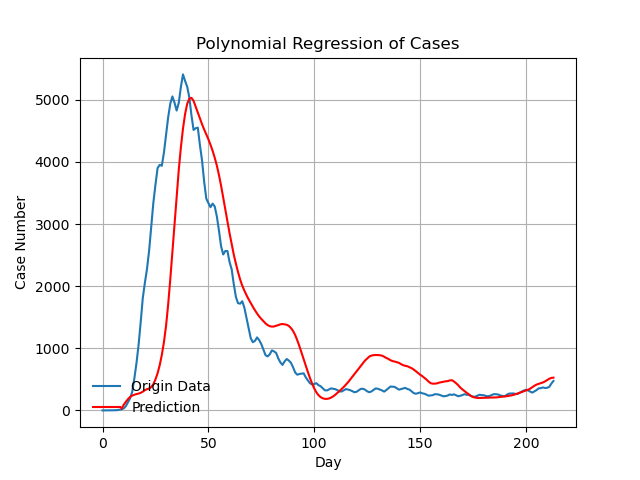 Polynomial Regression of Cases
Case Number
5000
4000
3000
2000
1000
0
Origin Data
Prediction
0 50 100 150 200
Day